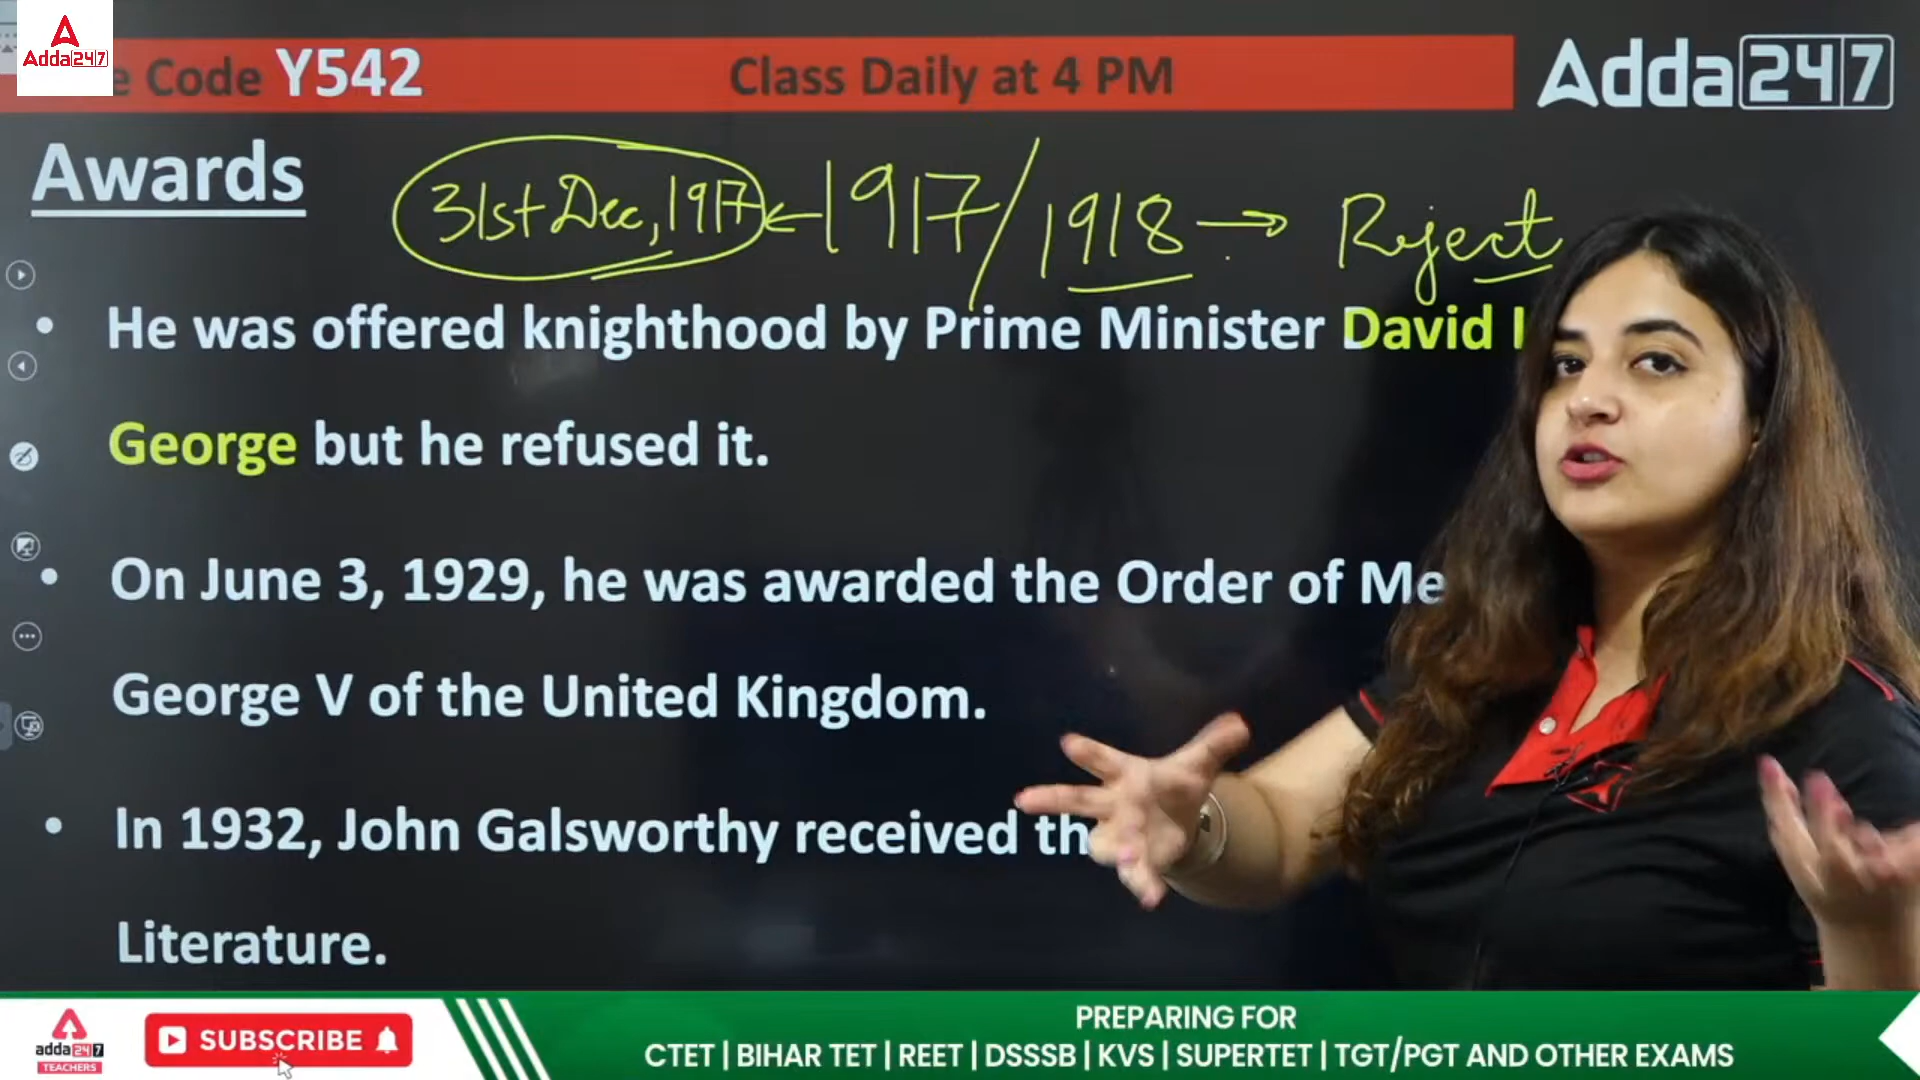 Adda247
e Code Y542
Class Daily at 4 PM
Adda247
Awards
31st Dec, 1917 ← 1917/1918 → Reject
• He was offered knighthood by Prime Minister David
George but he refused it.
• On June 3, 1929, he was awarded the Order of Me
George V of the United Kingdom.
• In 1932, John Galsworthy received th
Literature.
adda247
TEACHERS
SUBSCRIBE
PREPARING FOR
CTET | BIHAR TET | REET | DSSSB | KVS | SUPERTET | TGT/PGT AND OTHER EXAMS